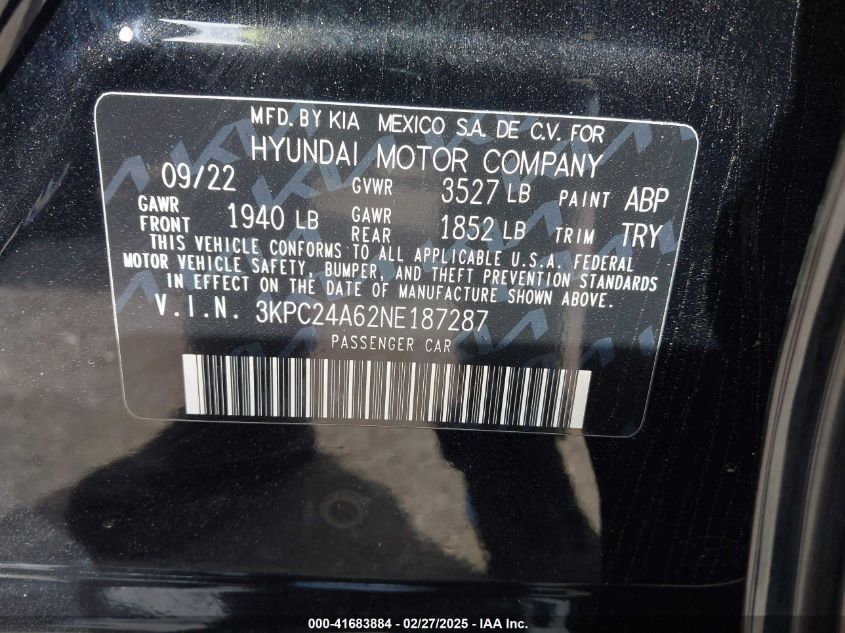 MFD. BY KIA MEXICO S.A. DE C.V. FOR
HYUNDAI MOTOR COMPANY
09/22 GVWR 3527 LB PAINT ABP
GAWR FRONT 1940 LB GAWR REAR 1852 LB TRIM TRY
THIS VEHICLE CONFORMS TO ALL APPLICABLE U.S.A. FEDERAL
MOTOR VEHICLE SAFETY, BUMPER, AND THEFT PREVENTION STANDARDS
IN EFFECT ON THE DATE OF MANUFACTURE SHOWN ABOVE.
V.I.N. 3KPC24A62NE187287
PASSENGER CAR
000-41683884 - 02/27/2025 - IAA Inc.